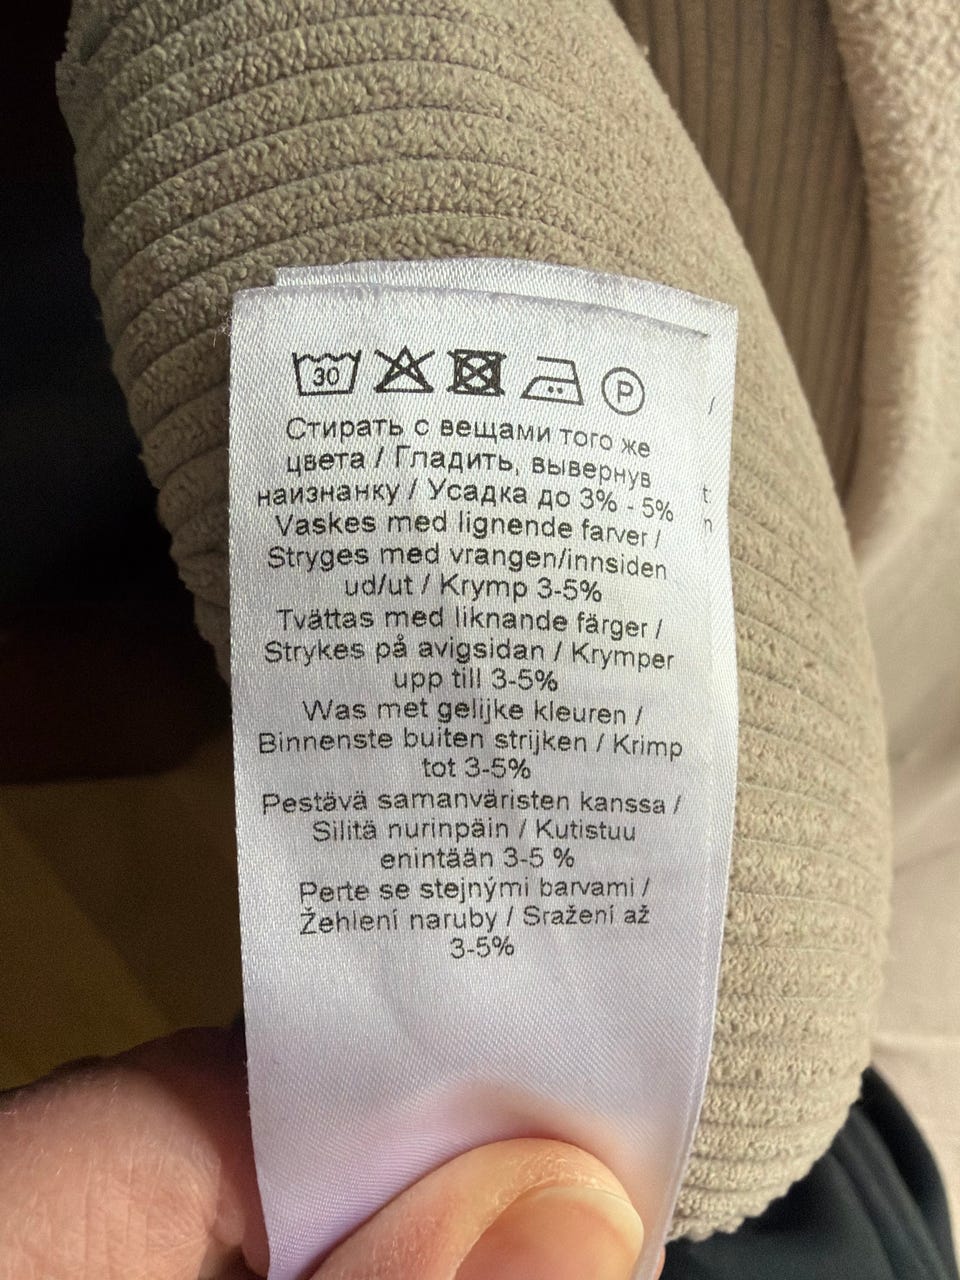 30 P
Стирать с вещами того же
цвета / Гладить, вывернув
наизнанку / Усадка до 3% - 5%
Vaskes med lignende farver /
Stryges med vrangen/innsiden
ud/ut / Krymp 3-5%
Tvättas med liknande färger /
Strykes på avigsidan / Krymper
upp till 3-5%
Was met gelijke kleuren /
Binnenste buiten strijken / Krimp
tot 3-5%
Pestävä samanväristen kanssa /
Silitä nurinpäin / Kutistuu
enintään 3-5 %
Perte se stejnými barvami /
Žehlení naruby / Sražení až
3-5%